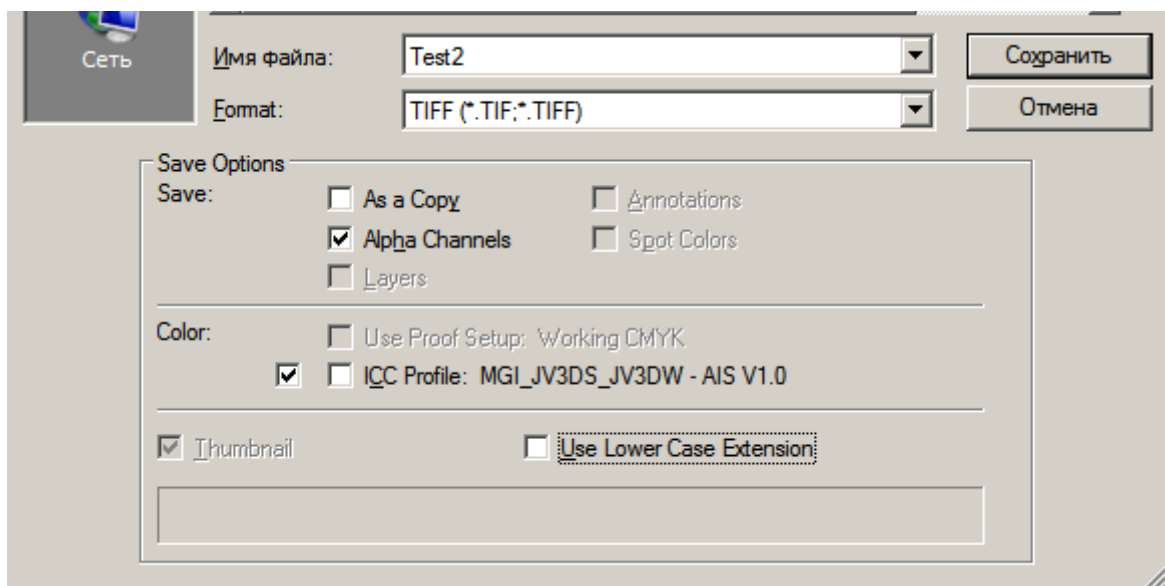 Сеть
Имя файла: Test2 Сохранить
Format: TIFF (*.TIF;*.TIFF) Отмена
Save Options
Save: As a Copy Annotations
Alpha Channels Spot Colors
Layers
Color: Use Proof Setup: Working CMYK
ICC Profile: MGI_JV3DS_JV3DW - AIS V1.0
Thumbnail Use Lower Case Extension